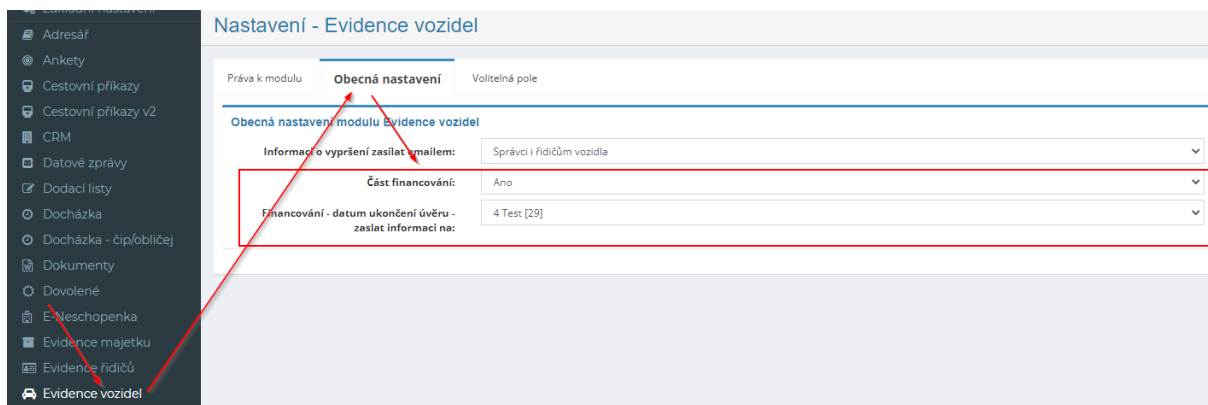 Základní nastavení
Adresář
Ankety
Cestovní příkazy
Cestovní příkazy v2
CRM
Datové zprávy
Dodací listy
Docházka
Docházka - čip/obličej
Dokumenty
Dovolené
E-Neschopenka
Evidence majetku
Evidence řidičů
Evidence vozidel
Nastavení - Evidence vozidel
Práva k modulu
Obecná nastavení
Volitelná pole
Obecná nastavení modulu Evidence vozidel
Informaci o vypršení zasílat emailem:
Správci i řidičům vozidla
Část financování:
Ano
Financování - datum ukončení úvěru -
zaslat informaci na:
4 Test [29]